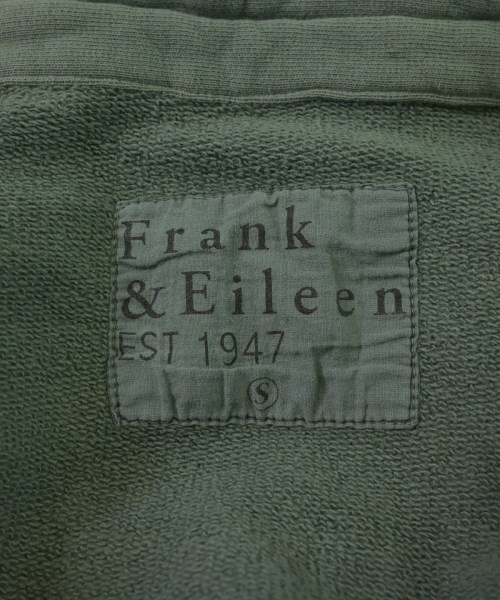 Frank
& Eileen
EST 1947
S